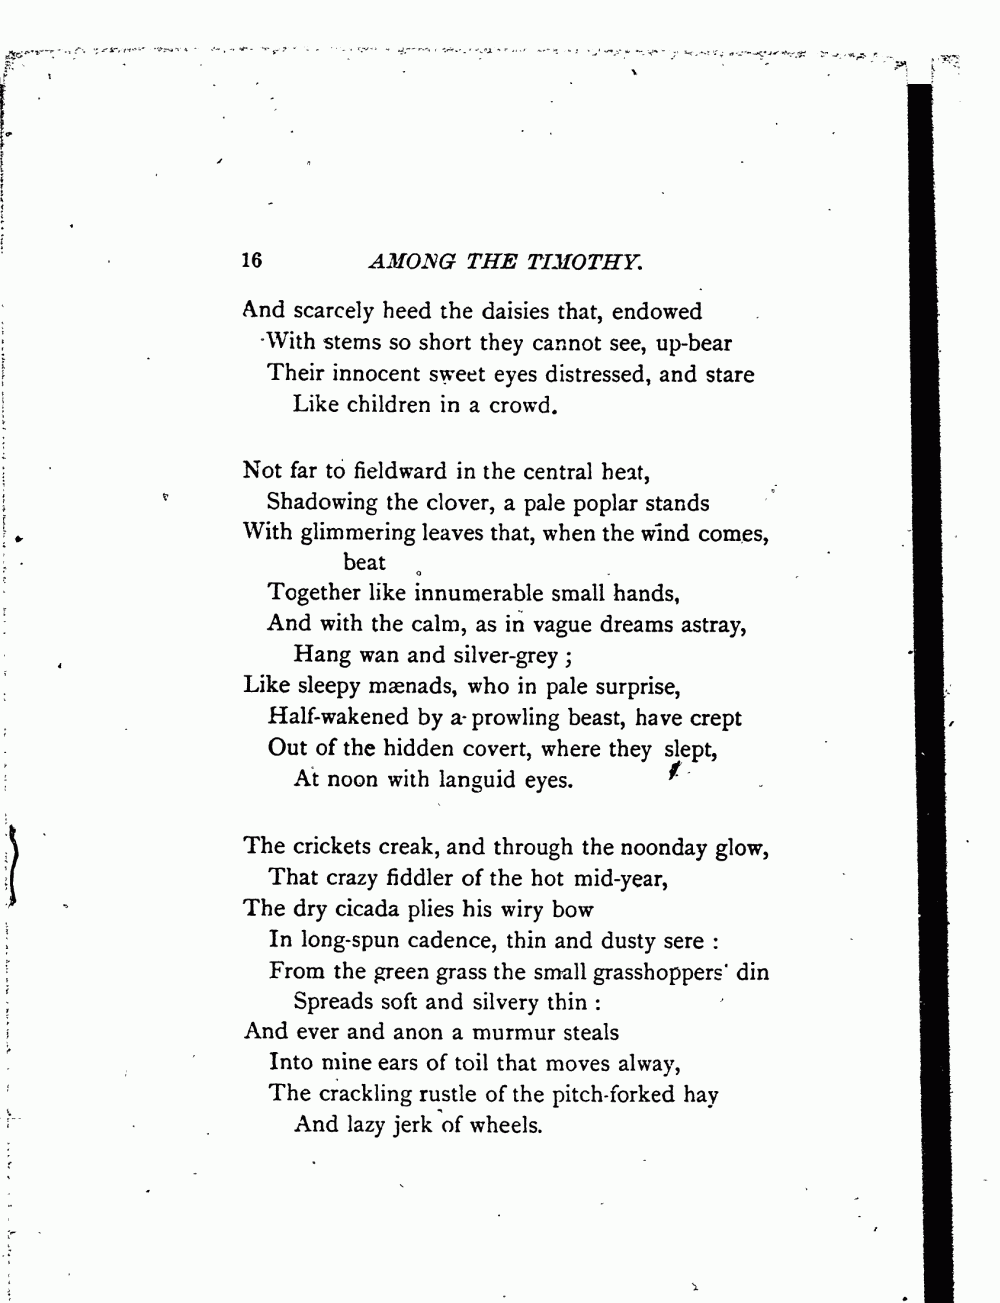 16 AMONG THE TIMOTHY.
And scarcely heed the daisies that, endowed
With stems so short they cannot see, up-bear
Their innocent sweet eyes distressed, and stare
Like children in a crowd.
Not far to fieldward in the central heat,
Shadowing the clover, a pale poplar stands
With glimmering leaves that, when the wind comes,
beat
Together like innumerable small hands,
And with the calm, as in vague dreams astray,
Hang wan and silver-grey ;
Like sleepy mænads, who in pale surprise,
Half-wakened by a prowling beast, have crept
Out of the hidden covert, where they slept,
At noon with languid eyes.
The crickets creak, and through the noonday glow,
That crazy fiddler of the hot mid-year,
The dry cicada plies his wiry bow
In long-spun cadence, thin and dusty sere :
From the green grass the small grasshoppers' din
Spreads soft and silvery thin :
And ever and anon a murmur steals
Into mine ears of toil that moves alway,
The crackling rustle of the pitch-forked hay
And lazy jerk of wheels.